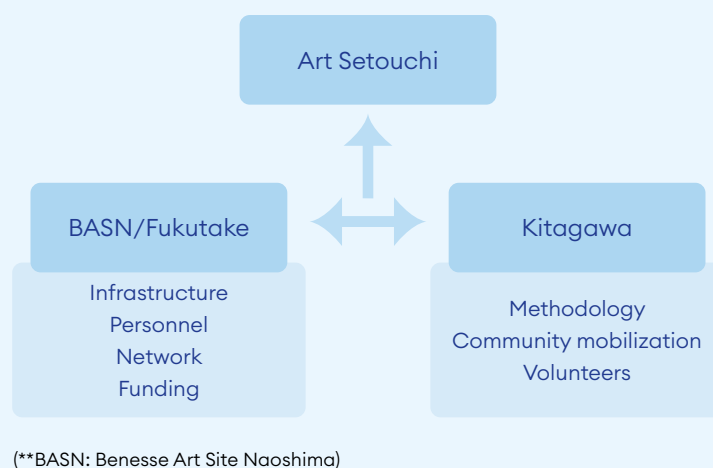 Art Setouchi
BASN/Fukutake
Infrastructure
Personnel
Network
Funding
Kitagawa
Methodology
Community mobilization
Volunteers
(**BASN: Benesse Art Site Naoshima)